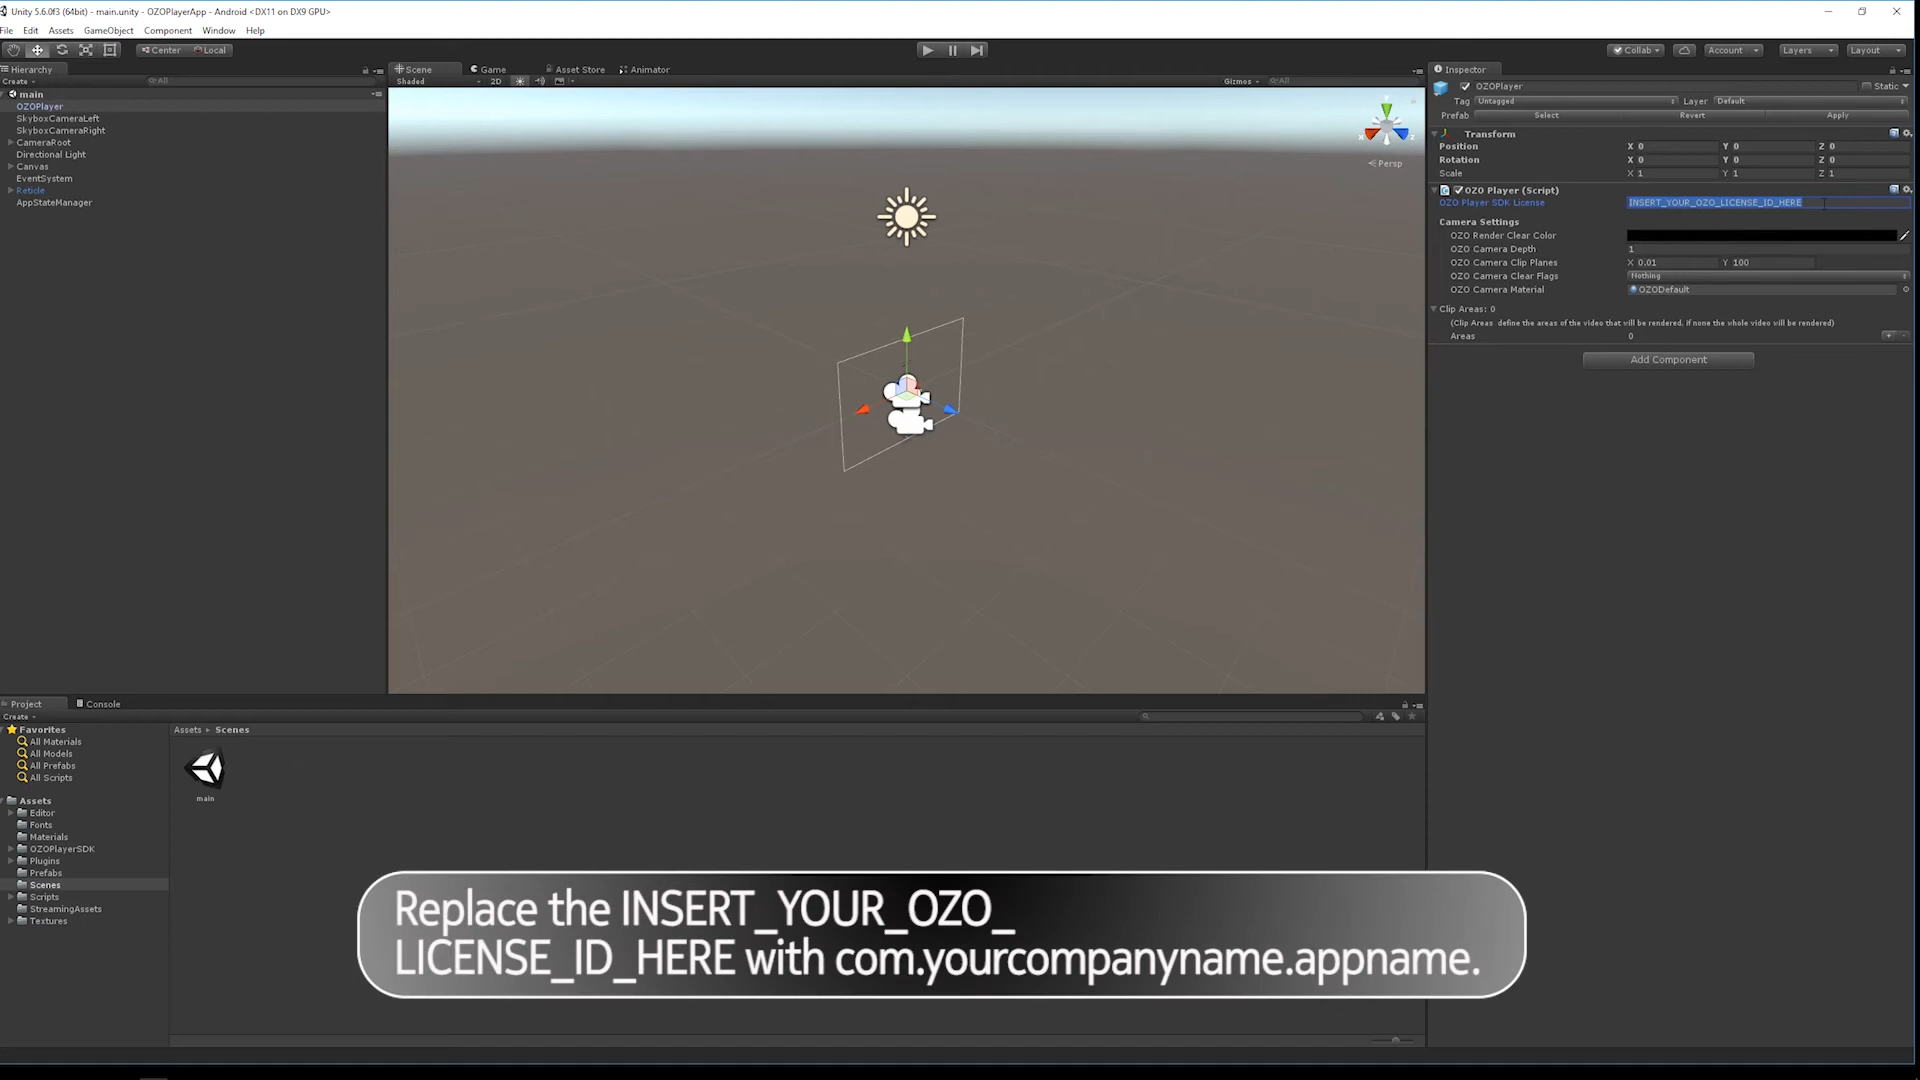 Unity 5.6.0f3 (64bit) - main.unity - OZOPlayerApp - Android <DX11 on DX9 GPU>
File Edit Assets GameObject Component Window Help
Center Local
Collab Account Layers Layout
Hierarchy
Create All
main
OZOPlayer
SkyboxCameraLeft
SkyboxCameraRight
CameraRoot
Directional Light
Canvas
EventSystem
Reticle
AppStateManager
Scene Game Asset Store Animator
Shaded 2D Gizmos All
Persp
Inspector
OZOPlayer Static
Tag Untagged Layer Default
Prefab Select Revert Apply
Transform
Position X 0 Y 0 Z 0
Rotation X 0 Y 0 Z 0
Scale X 1 Y 1 Z 1
OZO Player (Script)
OZO Player SDK License INSERT_YOUR_OZO_LICENSE_ID_HERE
Camera Settings
OZO Render Clear Color
OZO Camera Depth 1
OZO Camera Clip Planes X 0.01 Y 100
OZO Camera Clear Flags Nothing
OZO Camera Material OZODefault
Clip Areas: 0
(Clip Areas define the areas of the video that will be rendered. if none the whole video will be rendered)
Areas 0
Add Component
Project Console
Create
Favorites
All Materials
All Models
All Prefabs
All Scripts
Assets
Editor
Fonts
Materials
OZOPlayerSDK
Plugins
Prefabs
Scenes
Scripts
StreamingAssets
Textures
Assets Scenes
main
Replace the INSERT_YOUR_OZO_
LICENSE_ID_HERE with com.yourcompanyname.appname.